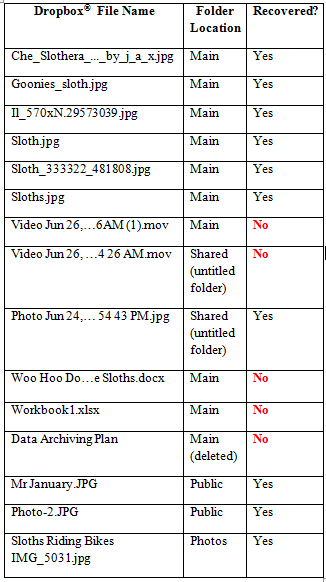 Dropbox® File Name Folder Location Recovered?
Che_Slothera_..._by_j_a_x.jpg Main Yes
Goonies_sloth.jpg Main Yes
Il_570xN.29573039.jpg Main Yes
Sloth.jpg Main Yes
Sloth_333322_481808.jpg Main Yes
Sloths.jpg Main Yes
Video Jun 26,...6AM (1).mov Main No
Video Jun 26, ...4 26 AM.mov Shared (untitled folder) No
Photo Jun 24,... 54 43 PM.jpg Shared (untitled folder) Yes
Woo Hoo Do...e Sloths.docx Main No
Workbook1.xlsx Main No
Data Archiving Plan Main (deleted) No
Mr January.JPG Public Yes
Photo-2.JPG Public Yes
Sloths Riding Bikes IMG_5031.jpg Photos Yes